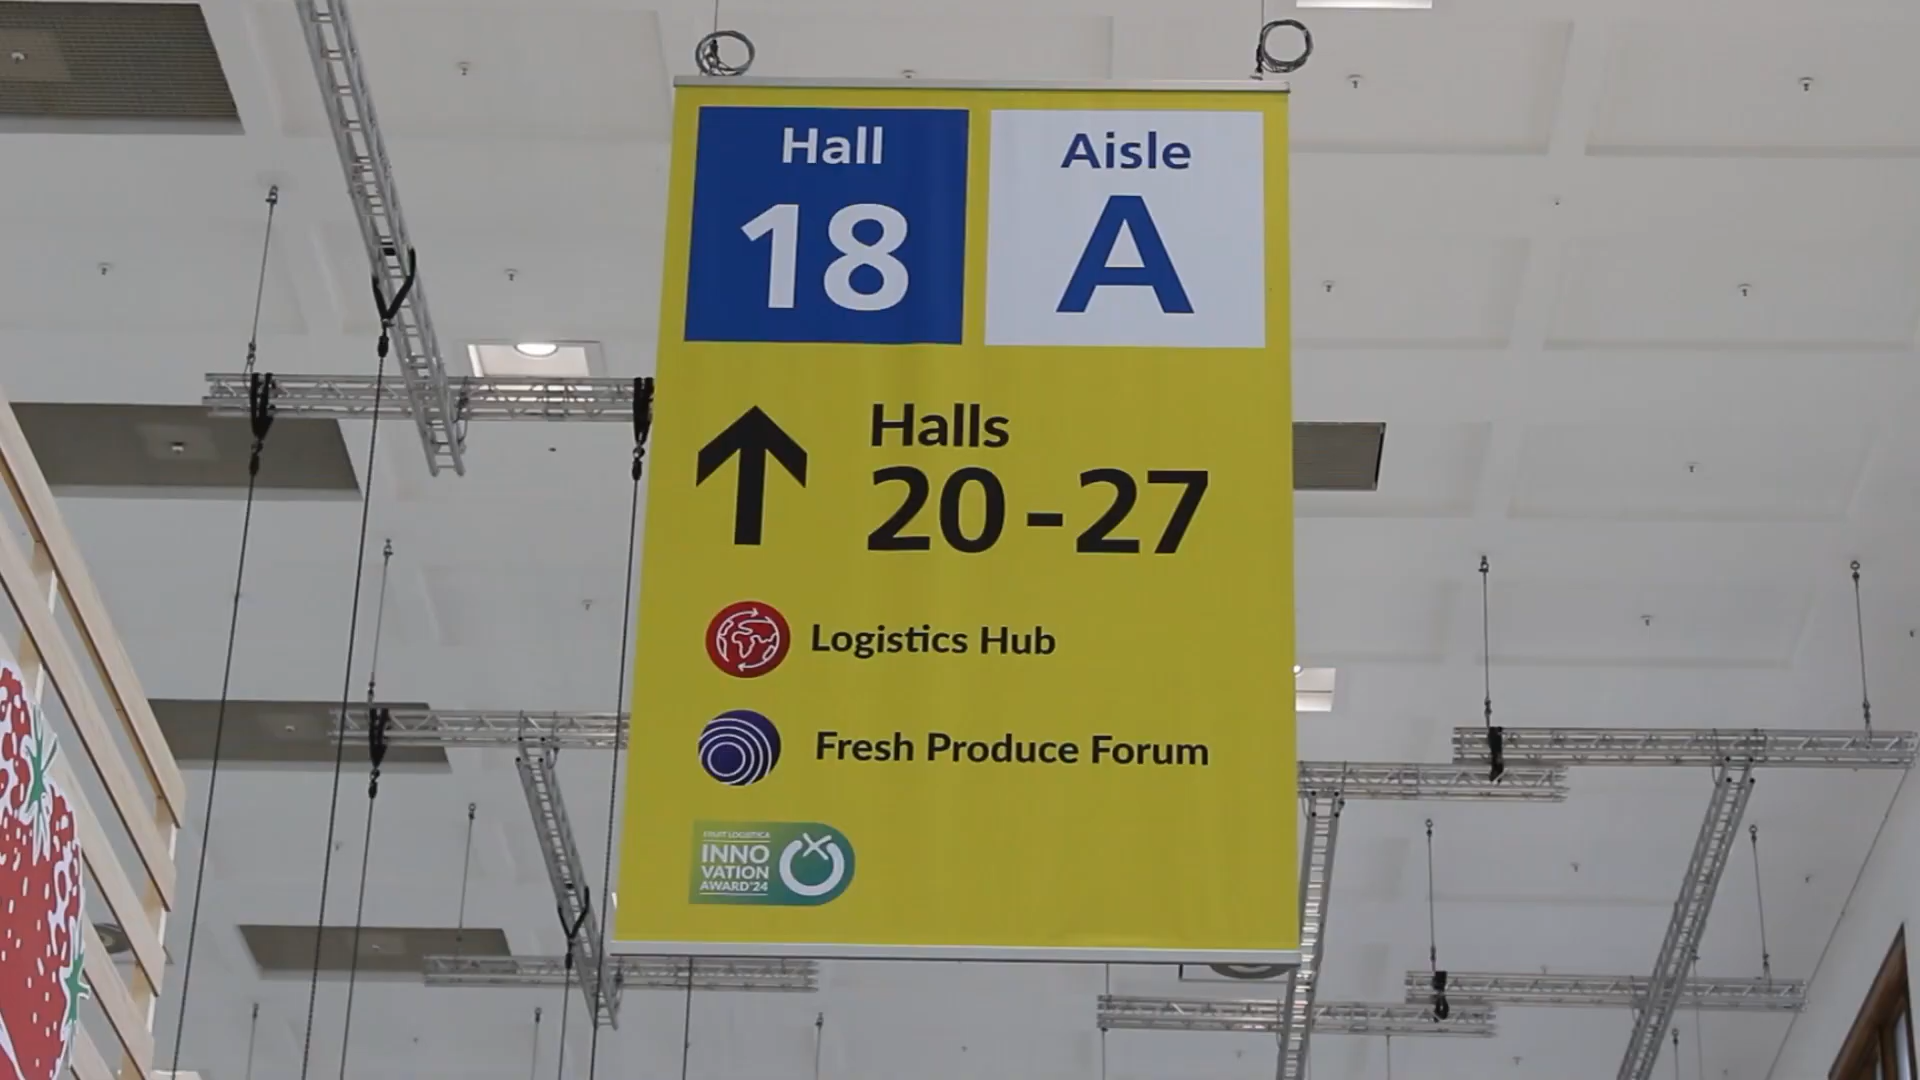 Hall
18
Aisle
A
Halls
20-27
Logistics Hub
Fresh Produce Forum
FRUIT LOGISTICA
INNO
VATION
AWARD'24